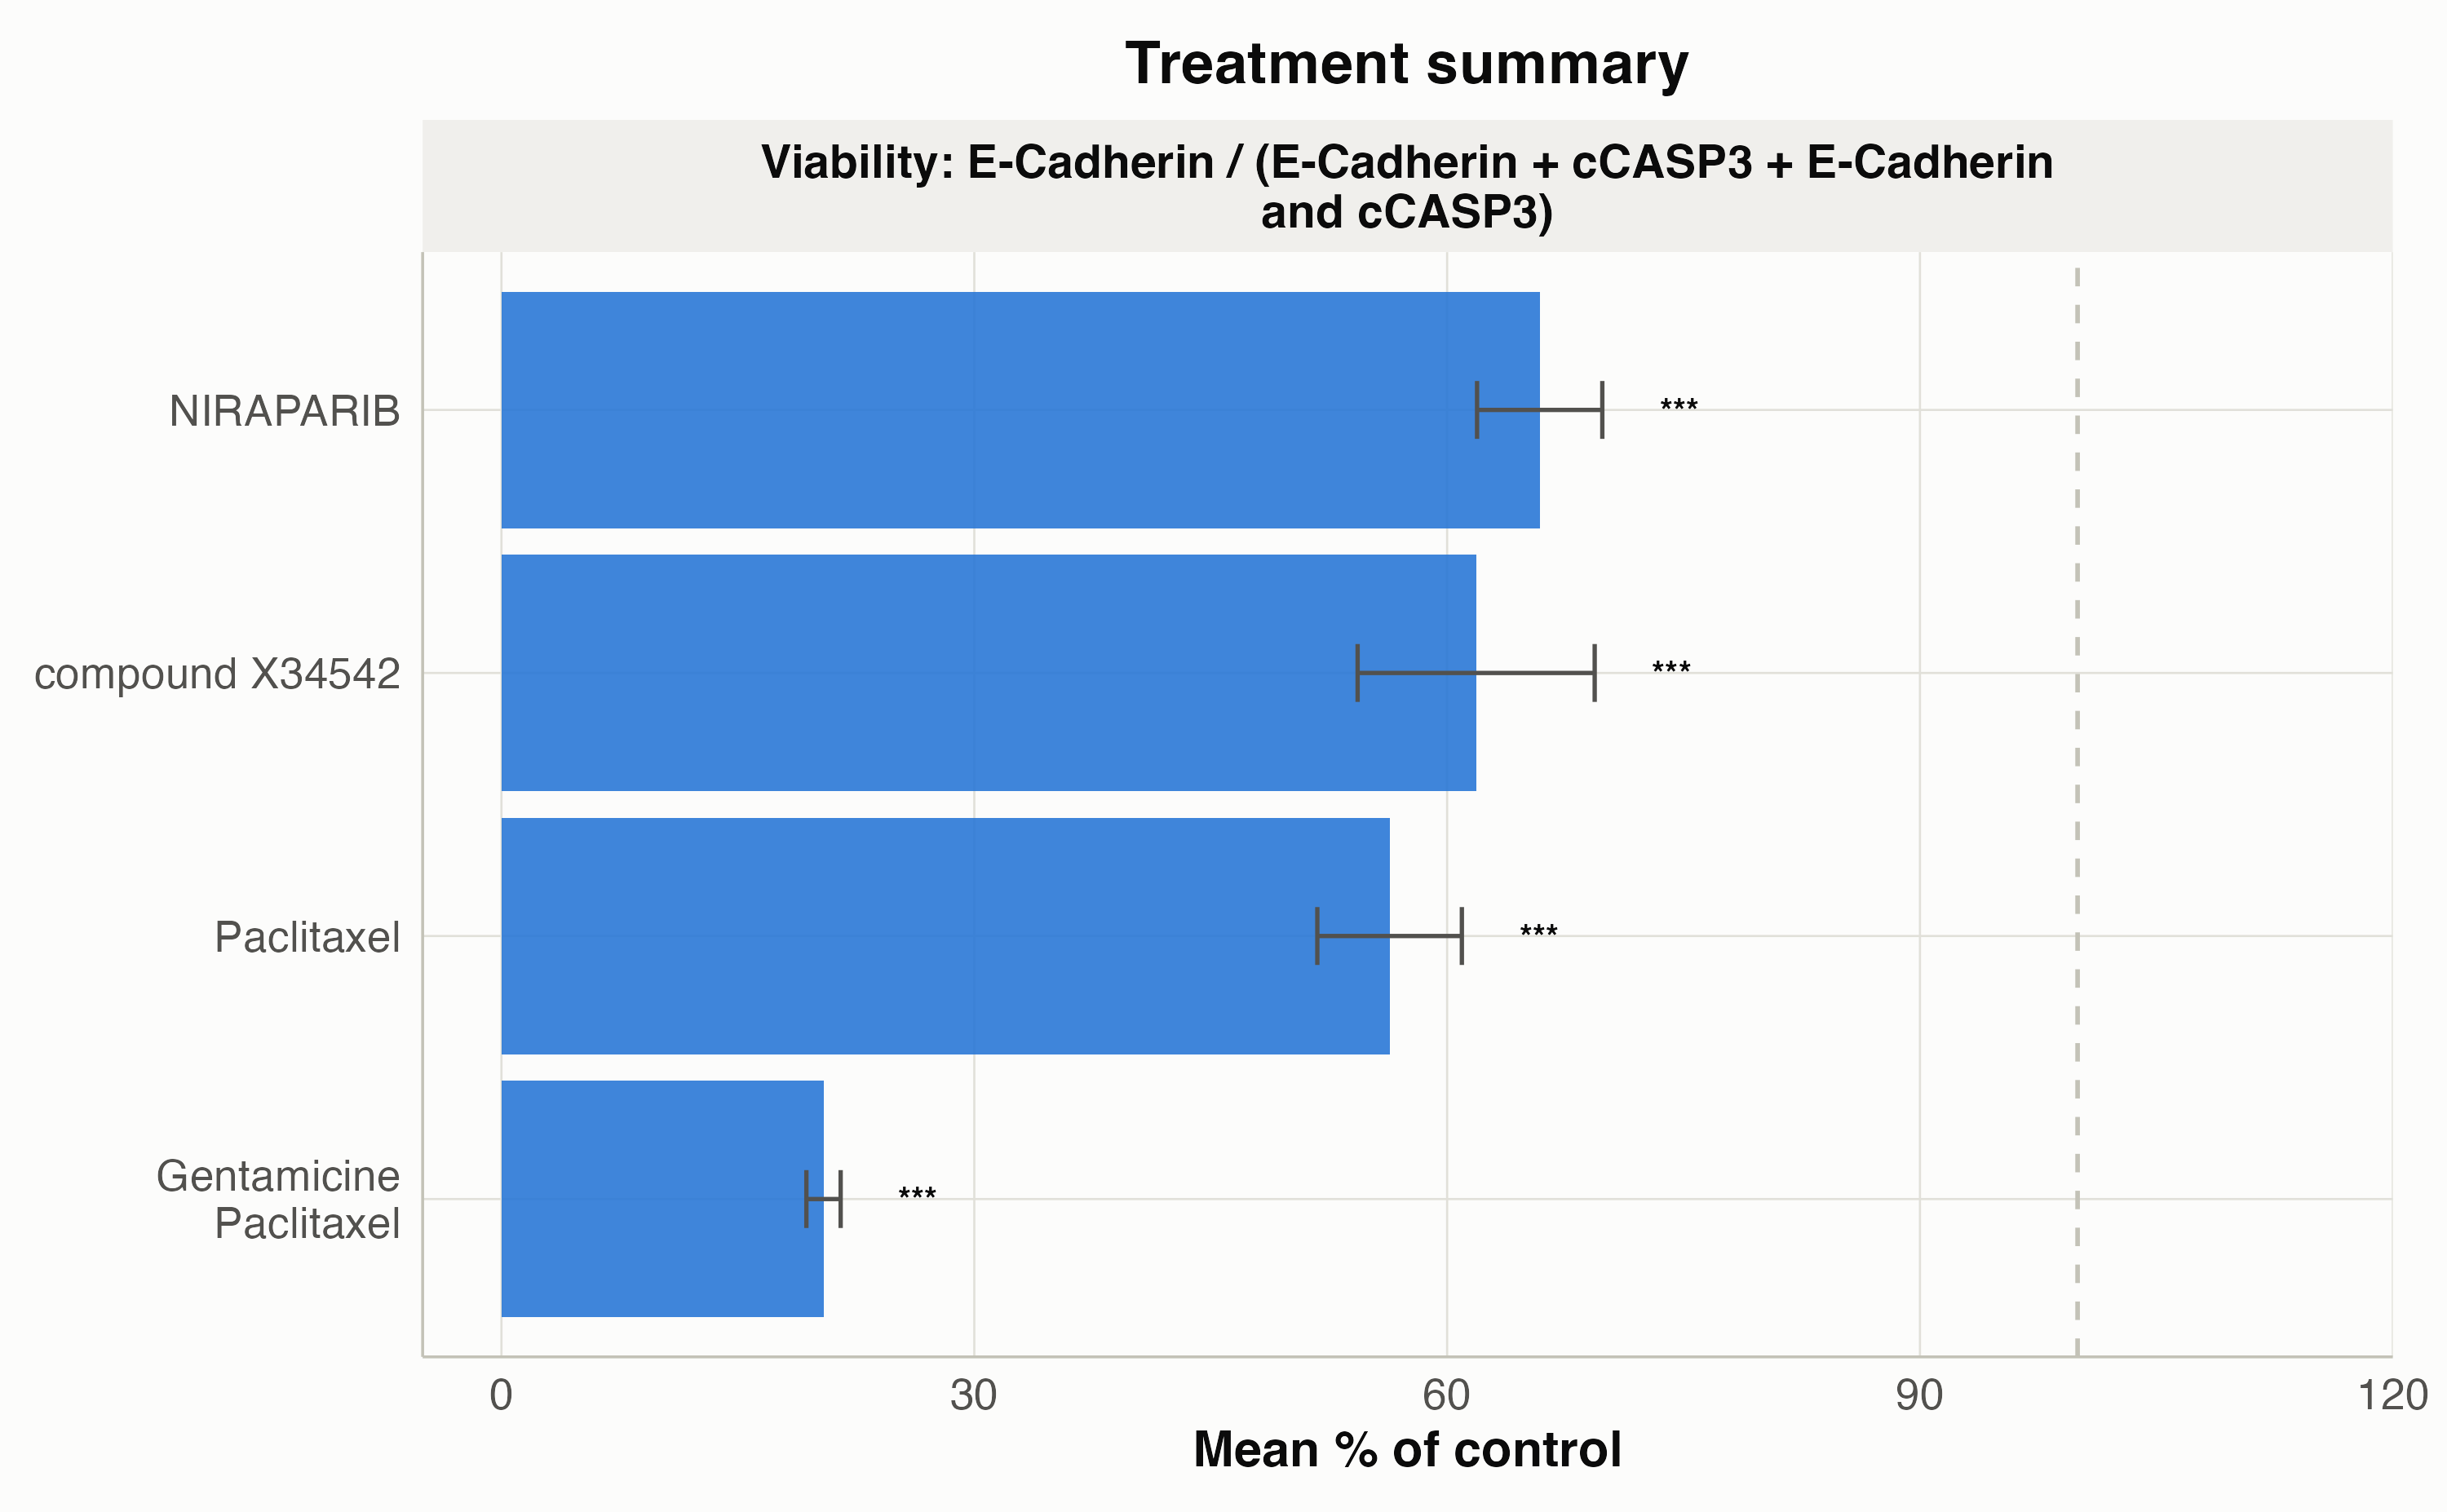 Treatment summary
Viability: E-Cadherin / (E-Cadherin + cCASP3 + E-Cadherin
and cCASP3)
NIRAPARIB
***
compound X34542
***
Paclitaxel
***
Gentamicine
Paclitaxel
***
0 30 60 90 120
Mean % of control